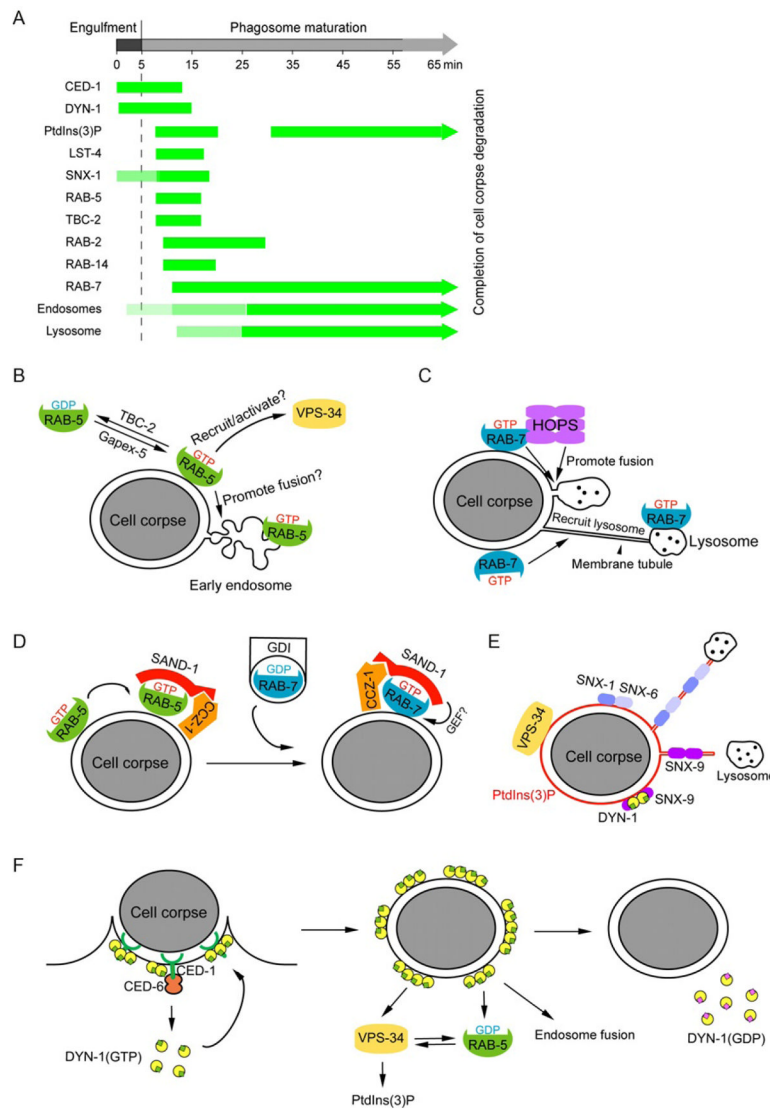 A
Engulfment
Phagosome maturation
0 5 15 25 35 45 55 65 min
CED-1
DYN-1
PtdIns(3)P
LST-4
SNX-1
RAB-5
TBC-2
RAB-2
RAB-14
RAB-7
Endosomes
Lysosome
Completion of cell corpse degradation
B
GDP
RAB-5
TBC-2
Gapex-5
GTP
RAB-5
Recruit/activate?
VPS-34
Promote fusion?
Cell corpse
GTP
RAB-5
Early endosome
C
GTP
RAB-7
HOPS
Promote fusion
Cell corpse
Recruit lysosome
GTP
RAB-7
Lysosome
Membrane tubule
RAB-7
GTP
D
GTP
RAB-5
SAND-1
GTP
RAB-5
CCZ-1
Cell corpse
GDI
GDP
RAB-7
SAND-1
CCZ-1
GTP
RAB-7
GEF?
Cell corpse
E
SNX-1 SNX-6
VPS-34
Cell corpse
SNX-9
Lysosome
PtdIns(3)P
SNX-9
DYN-1
F
Cell corpse
CED-1
CED-6
DYN-1(GTP)
VPS-34
GDP
RAB-5
Endosome fusion
PtdIns(3)P
DYN-1(GDP)